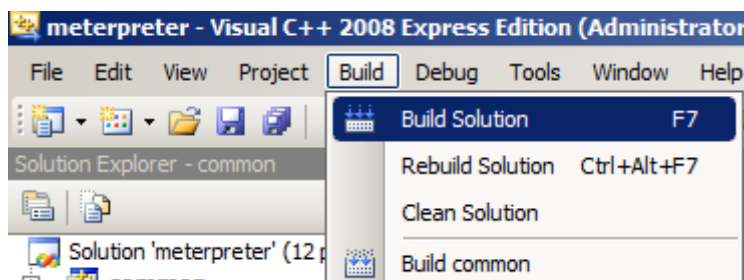 meterpreter - Visual C++ 2008 Express Edition (Administrator
File Edit View Project Build Debug Tools Window Help
Build Solution F7
Solution Explorer - common
Rebuild Solution Ctrl+Alt+F7
Clean Solution
Solution 'meterpreter' (12
Build common
common